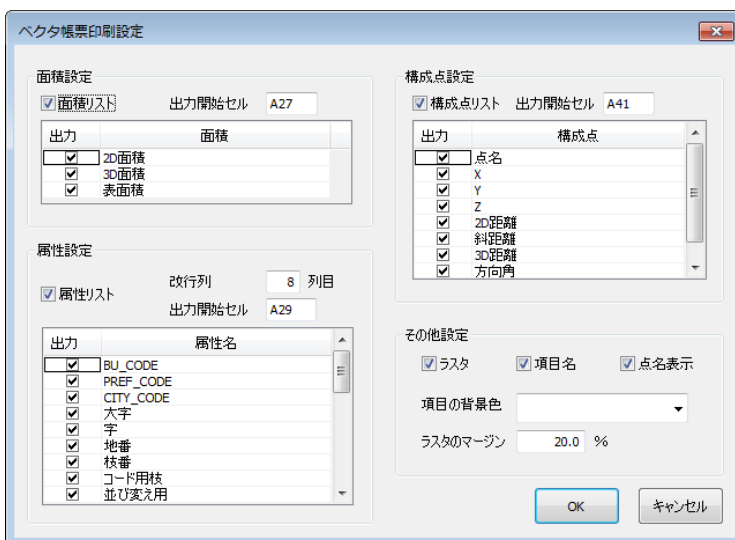 ベクタ帳票印刷設定
面積設定
面積リスト 出力開始セル A27
出力 面積
2D面積
3D面積
表面積
属性設定
改行列 8 列目
属性リスト
出力開始セル A29
出力 属性名
BU_CODE
PREF_CODE
CITY_CODE
大字
字
地番
枝番
コード用枝
並び変え用
構成点設定
構成点リスト 出力開始セル A41
出力 構成点
点名
X
Y
Z
2D距離
斜距離
3D距離
方向角
その他設定
ラスタ 項目名 点名表示
項目の背景色
ラスタのマージン 20.0 %
OK キャンセル